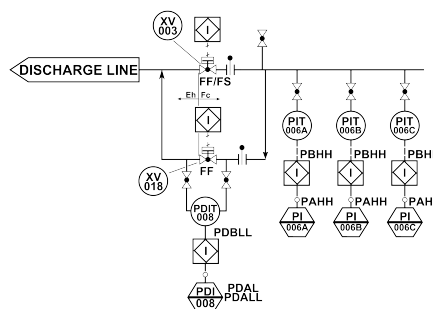 XV
003
I
DISCHARGE LINE
FF/FS
Eh Fc
I
PIT
006A
PIT
006B
PIT
006C
XV
018
FF
PBHH
PBHH
PBH
I
I
I
PDIT
008
PAHH
PAHH
PAH
PI
006A
PI
006B
PI
006C
PDBLL
I
PDI
008
PDAL
PDALL